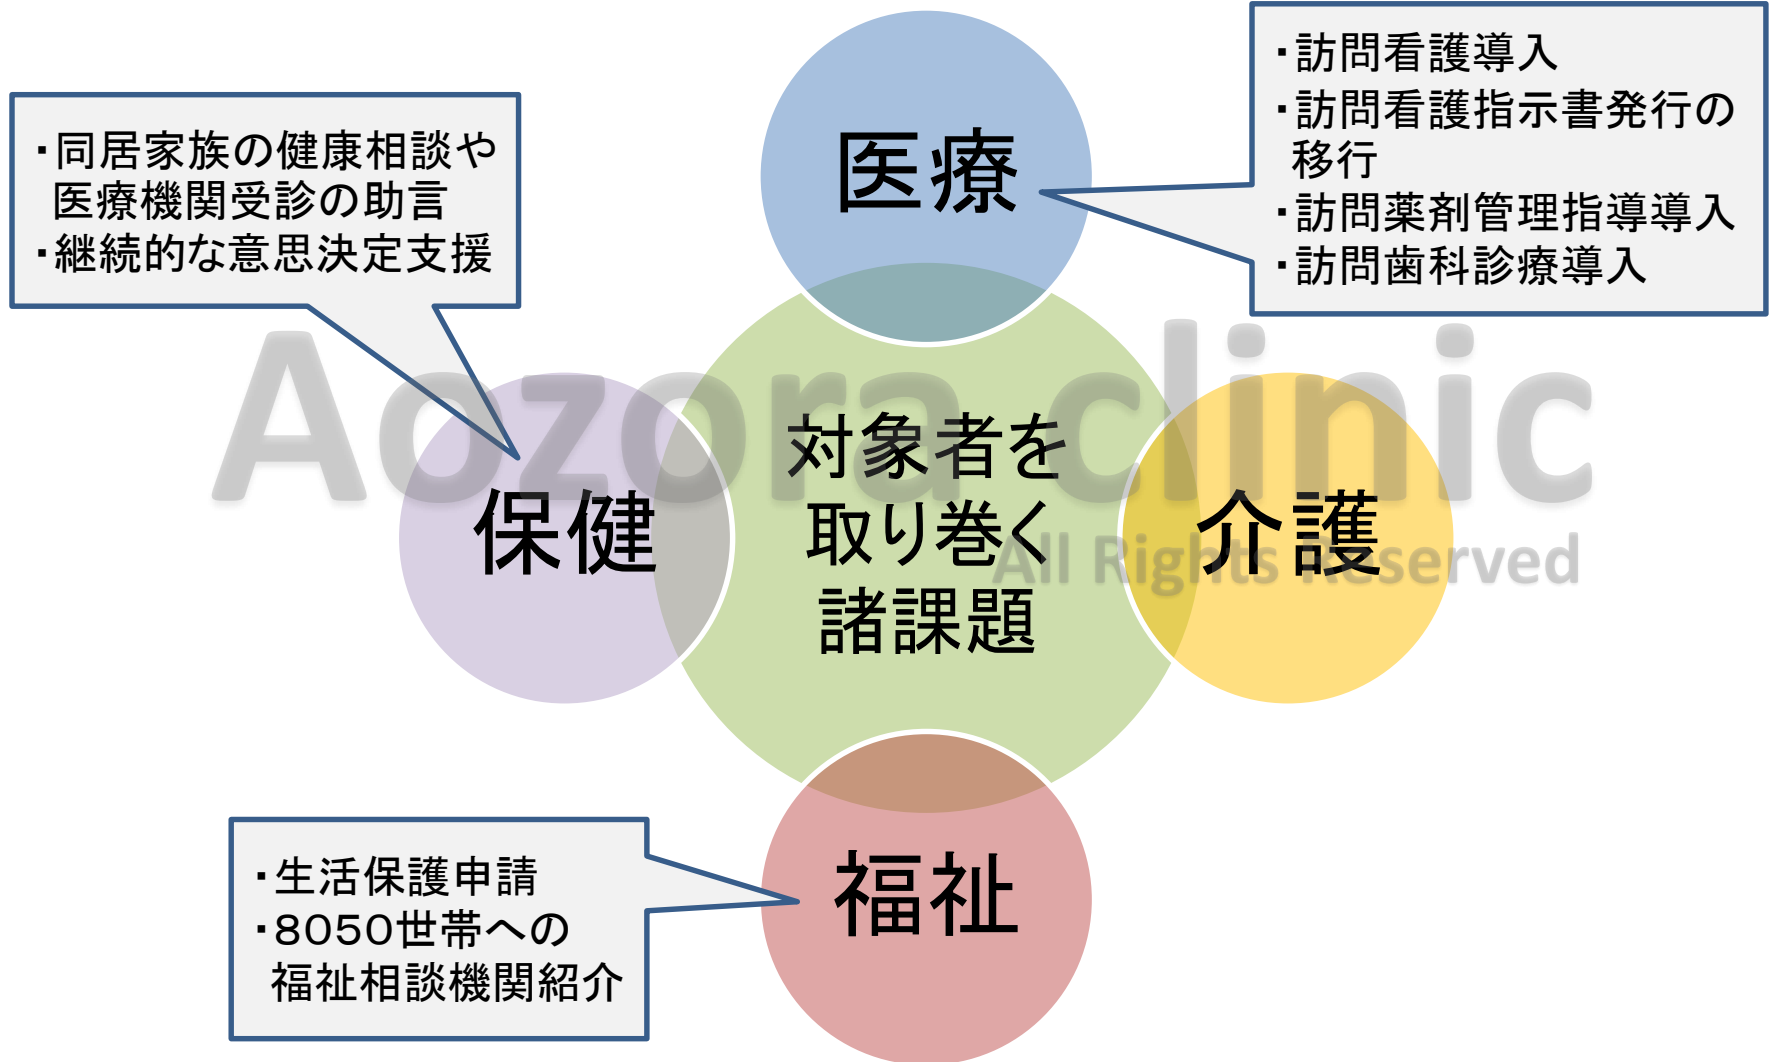 医療
・訪問看護導入
・訪問看護指示書発行の
移行
・訪問薬剤管理指導導入
・訪問歯科診療導入
・同居家族の健康相談や
医療機関受診の助言
・継続的な意思決定支援
Aozora clinic
All Rights Reserved
保健
対象者を
取り巻く
諸課題
介護
福祉
・生活保護申請
・8050世帯への
福祉相談機関紹介